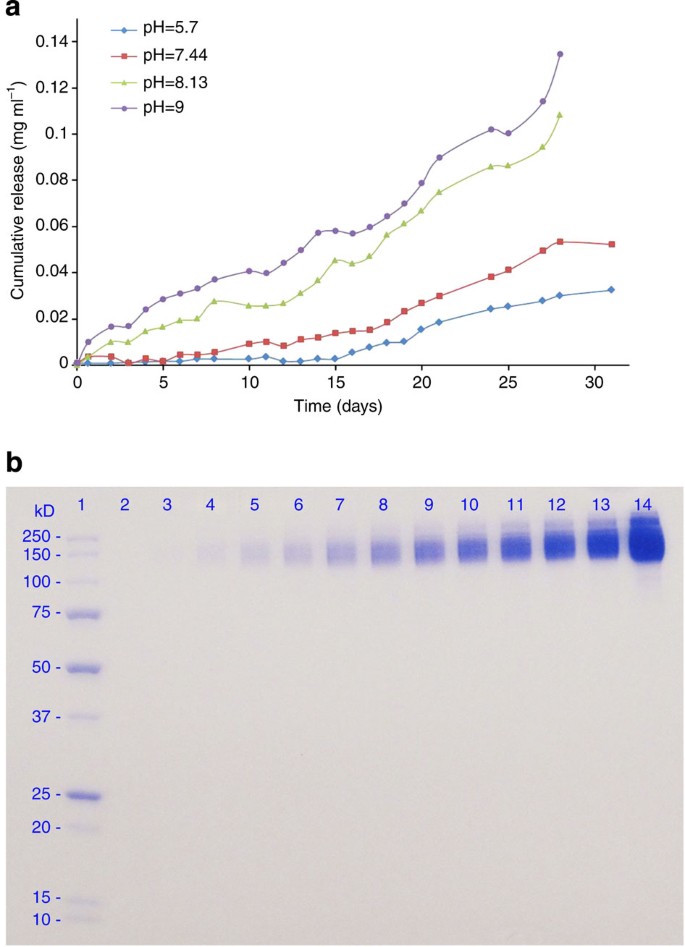 a
pH=5.7
pH=7.44
pH=8.13
pH=9
Cumulative release (mg ml⁻¹)
0.14
0.12
0.1
0.08
0.06
0.04
0.02
0
0 5 10 15 20 25 30
Time (days)
b
kD 1 2 3 4 5 6 7 8 9 10 11 12 13 14
250 -
150 -
100 -
75 -
50 -
37 -
25 -
20 -
15 -
10 -